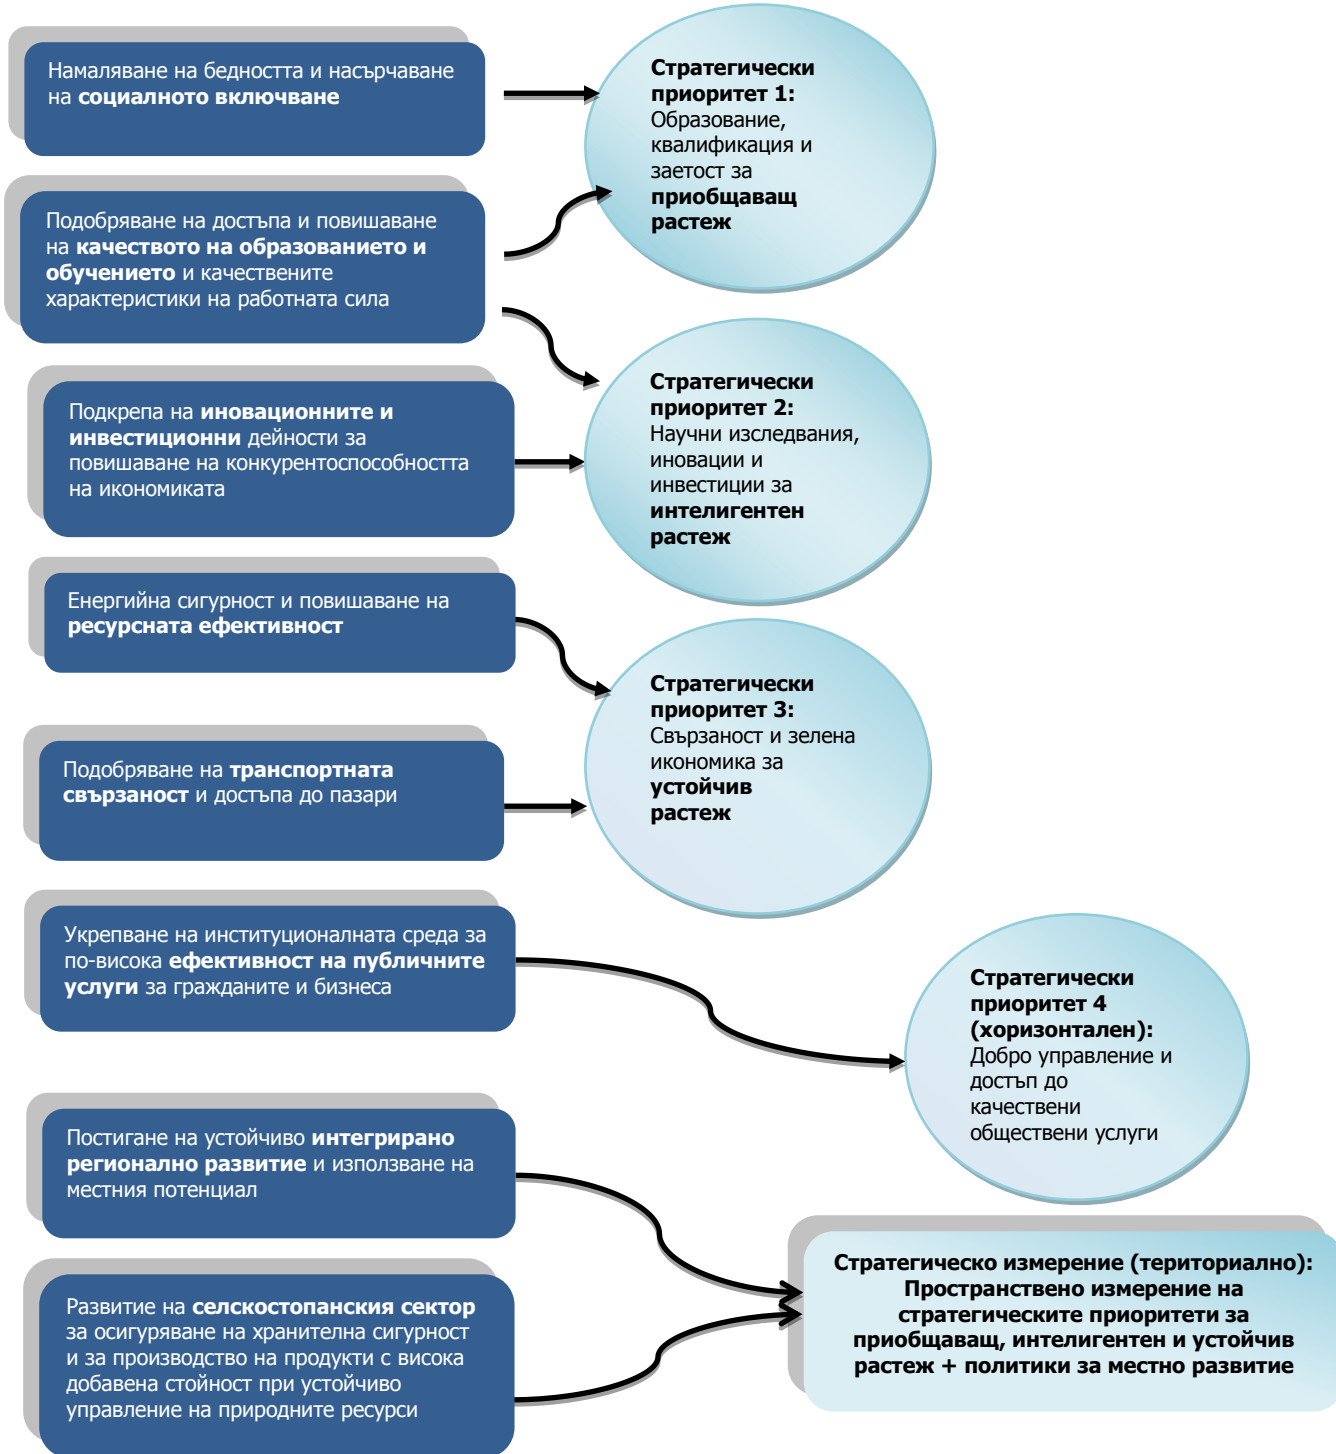 Намаляване на бедността и насърчаване
на социалното включване
Стратегически
приоритет 1:
Образование,
квалификация и
заетост за
приобщаващ
растеж
Подобряване на достъпа и повишаване
на качеството на образованието и
обучението и качествените
характеристики на работната сила
Подкрепа на иновационните и
инвестиционни дейности за
повишаване на конкурентоспособността
на икономиката
Стратегически
приоритет 2:
Научни изследвания,
иновации и
инвестиции за
интелигентен
растеж
Енергийна сигурност и повишаване на
ресурсната ефективност
Стратегически
приоритет 3:
Свързаност и зелена
икономика за
устойчив
растеж
Подобряване на транспортната
свързаност и достъпа до пазари
Укрепване на институционалната среда за
по-висока ефективност на публичните
услуги за гражданите и бизнеса
Стратегически
приоритет 4
(хоризонтален):
Добро управление и
достъп до
качествени
обществени услуги
Постигане на устойчиво интегрирано
регионално развитие и използване на
местния потенциал
Стратегическо измерение (териториално):
Пространствено измерение на
стратегическите приоритети за
приобщаващ, интелигентен и устойчив
растеж + политики за местно развитие
Развитие на селскостопанския сектор
за осигуряване на хранителна сигурност
и за производство на продукти с висока
добавена стойност при устойчиво
управление на природните ресурси